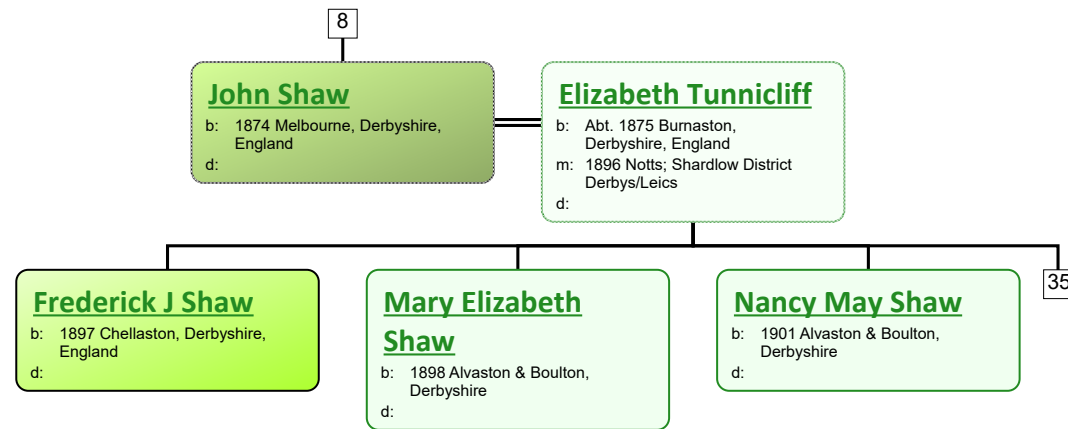 8
John Shaw
b: 1874 Melbourne, Derbyshire,
England
d:
Elizabeth Tunnicliff
b: Abt. 1875 Burnaston,
Derbyshire, England
m: 1896 Notts; Shardlow District
Derbys/Leics
d:
35
Frederick J Shaw
b: 1897 Chellaston, Derbyshire,
England
d:
Mary Elizabeth
Shaw
b: 1898 Alvaston & Boulton,
Derbyshire
d:
Nancy May Shaw
b: 1901 Alvaston & Boulton,
Derbyshire
d: